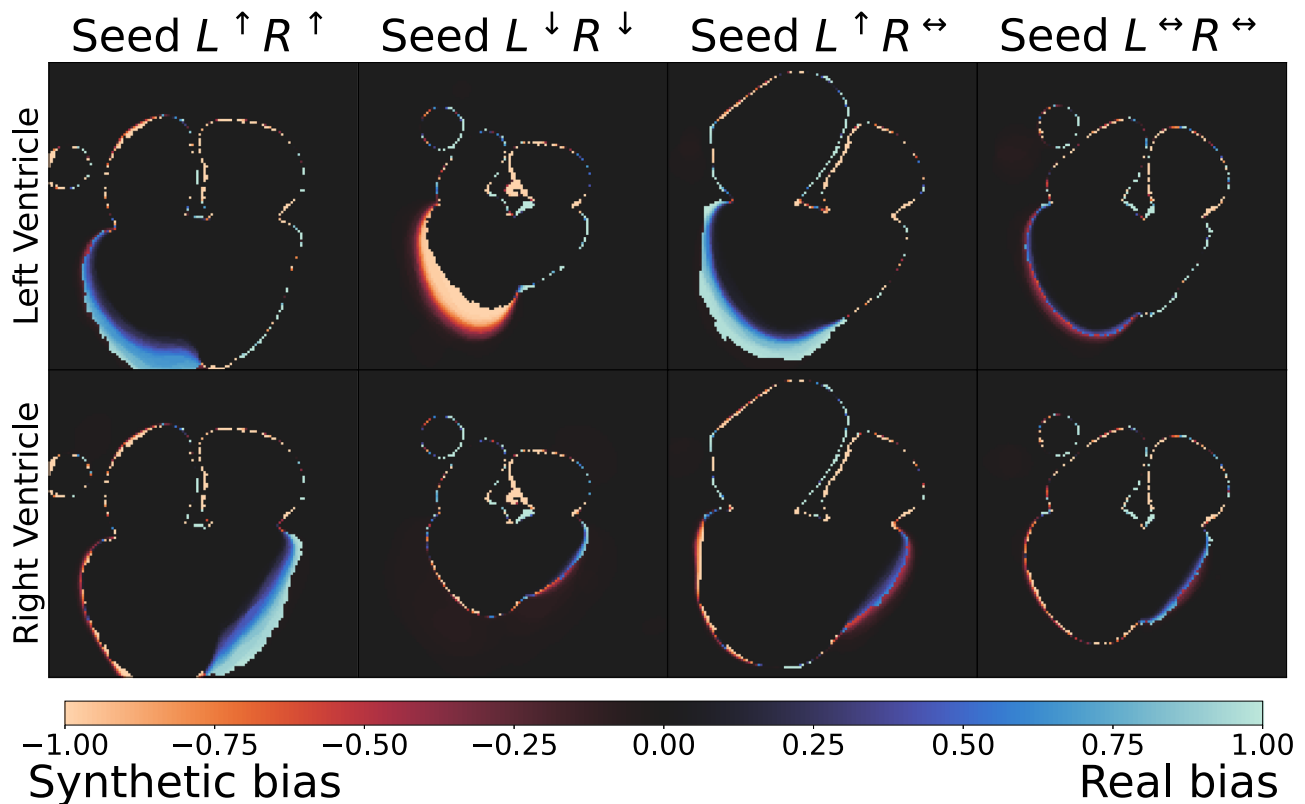 Seed L ↑ R ↑
Seed L ↓ R ↓
Seed L ↑ R ↔
Seed L ↔ R ↔
Left Ventricle
Right Ventricle
−1.00 −0.75 −0.50 −0.25 0.00 0.25 0.50 0.75 1.00
Synthetic bias Real bias